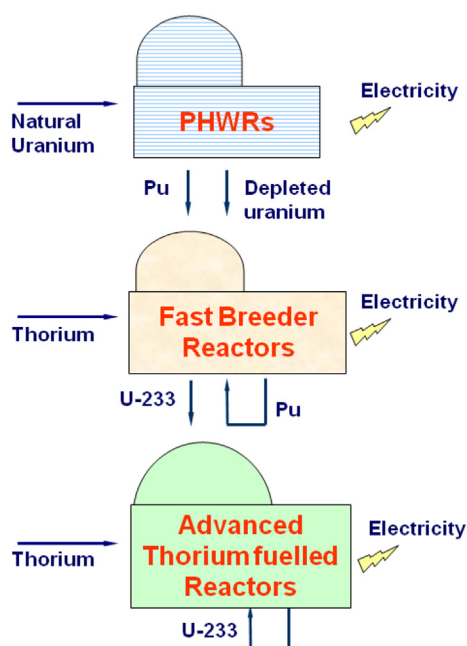 Electricity
Natural
Uranium
PHWRs
Pu
Depleted
uranium
Electricity
Thorium
Fast Breeder
Reactors
U-233
Pu
Electricity
Thorium
Advanced
Thorium fuelled
Reactors
U-233